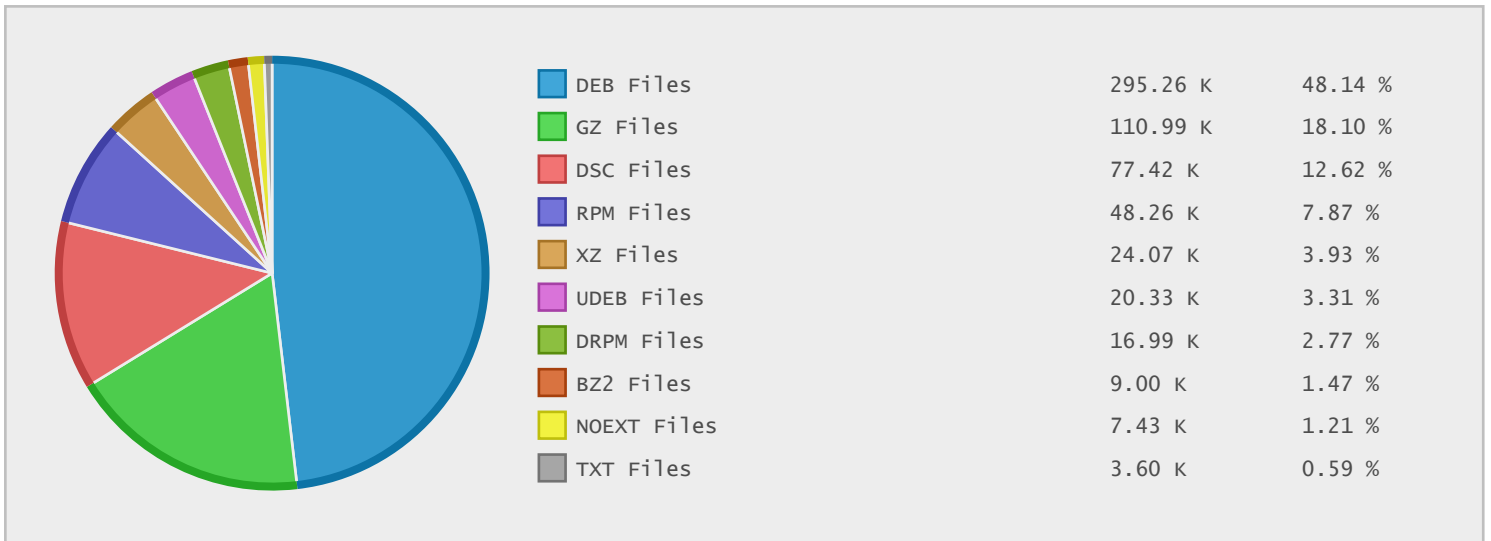 DEB Files 295.26 K 48.14 %
GZ Files 110.99 K 18.10 %
DSC Files 77.42 K 12.62 %
RPM Files 48.26 K 7.87 %
XZ Files 24.07 K 3.93 %
UDEB Files 20.33 K 3.31 %
DRPM Files 16.99 K 2.77 %
BZ2 Files 9.00 K 1.47 %
NOEXT Files 7.43 K 1.21 %
TXT Files 3.60 K 0.59 %